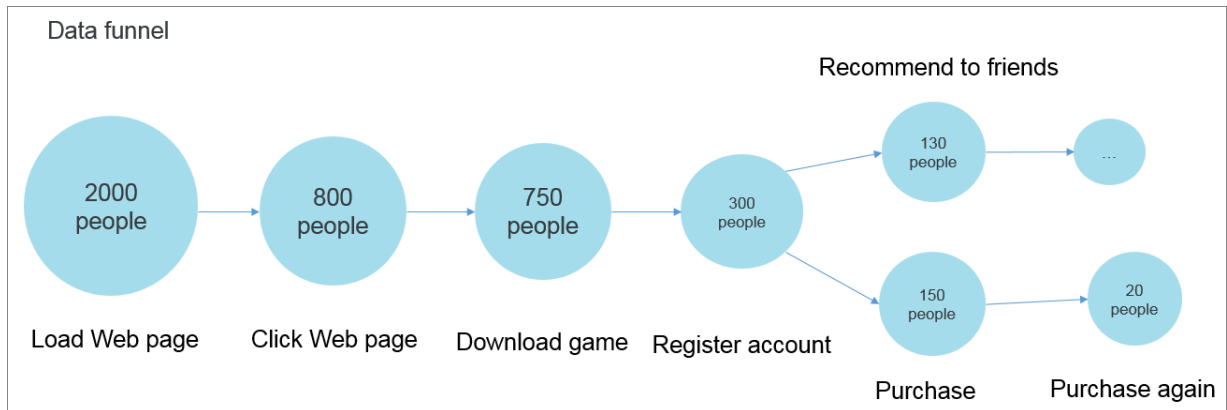 Data funnel
Recommend to friends
2000
people
800
people
750
people
300
people
130
people
...
150
people
20
people
Load Web page
Click Web page
Download game
Register account
Purchase
Purchase again